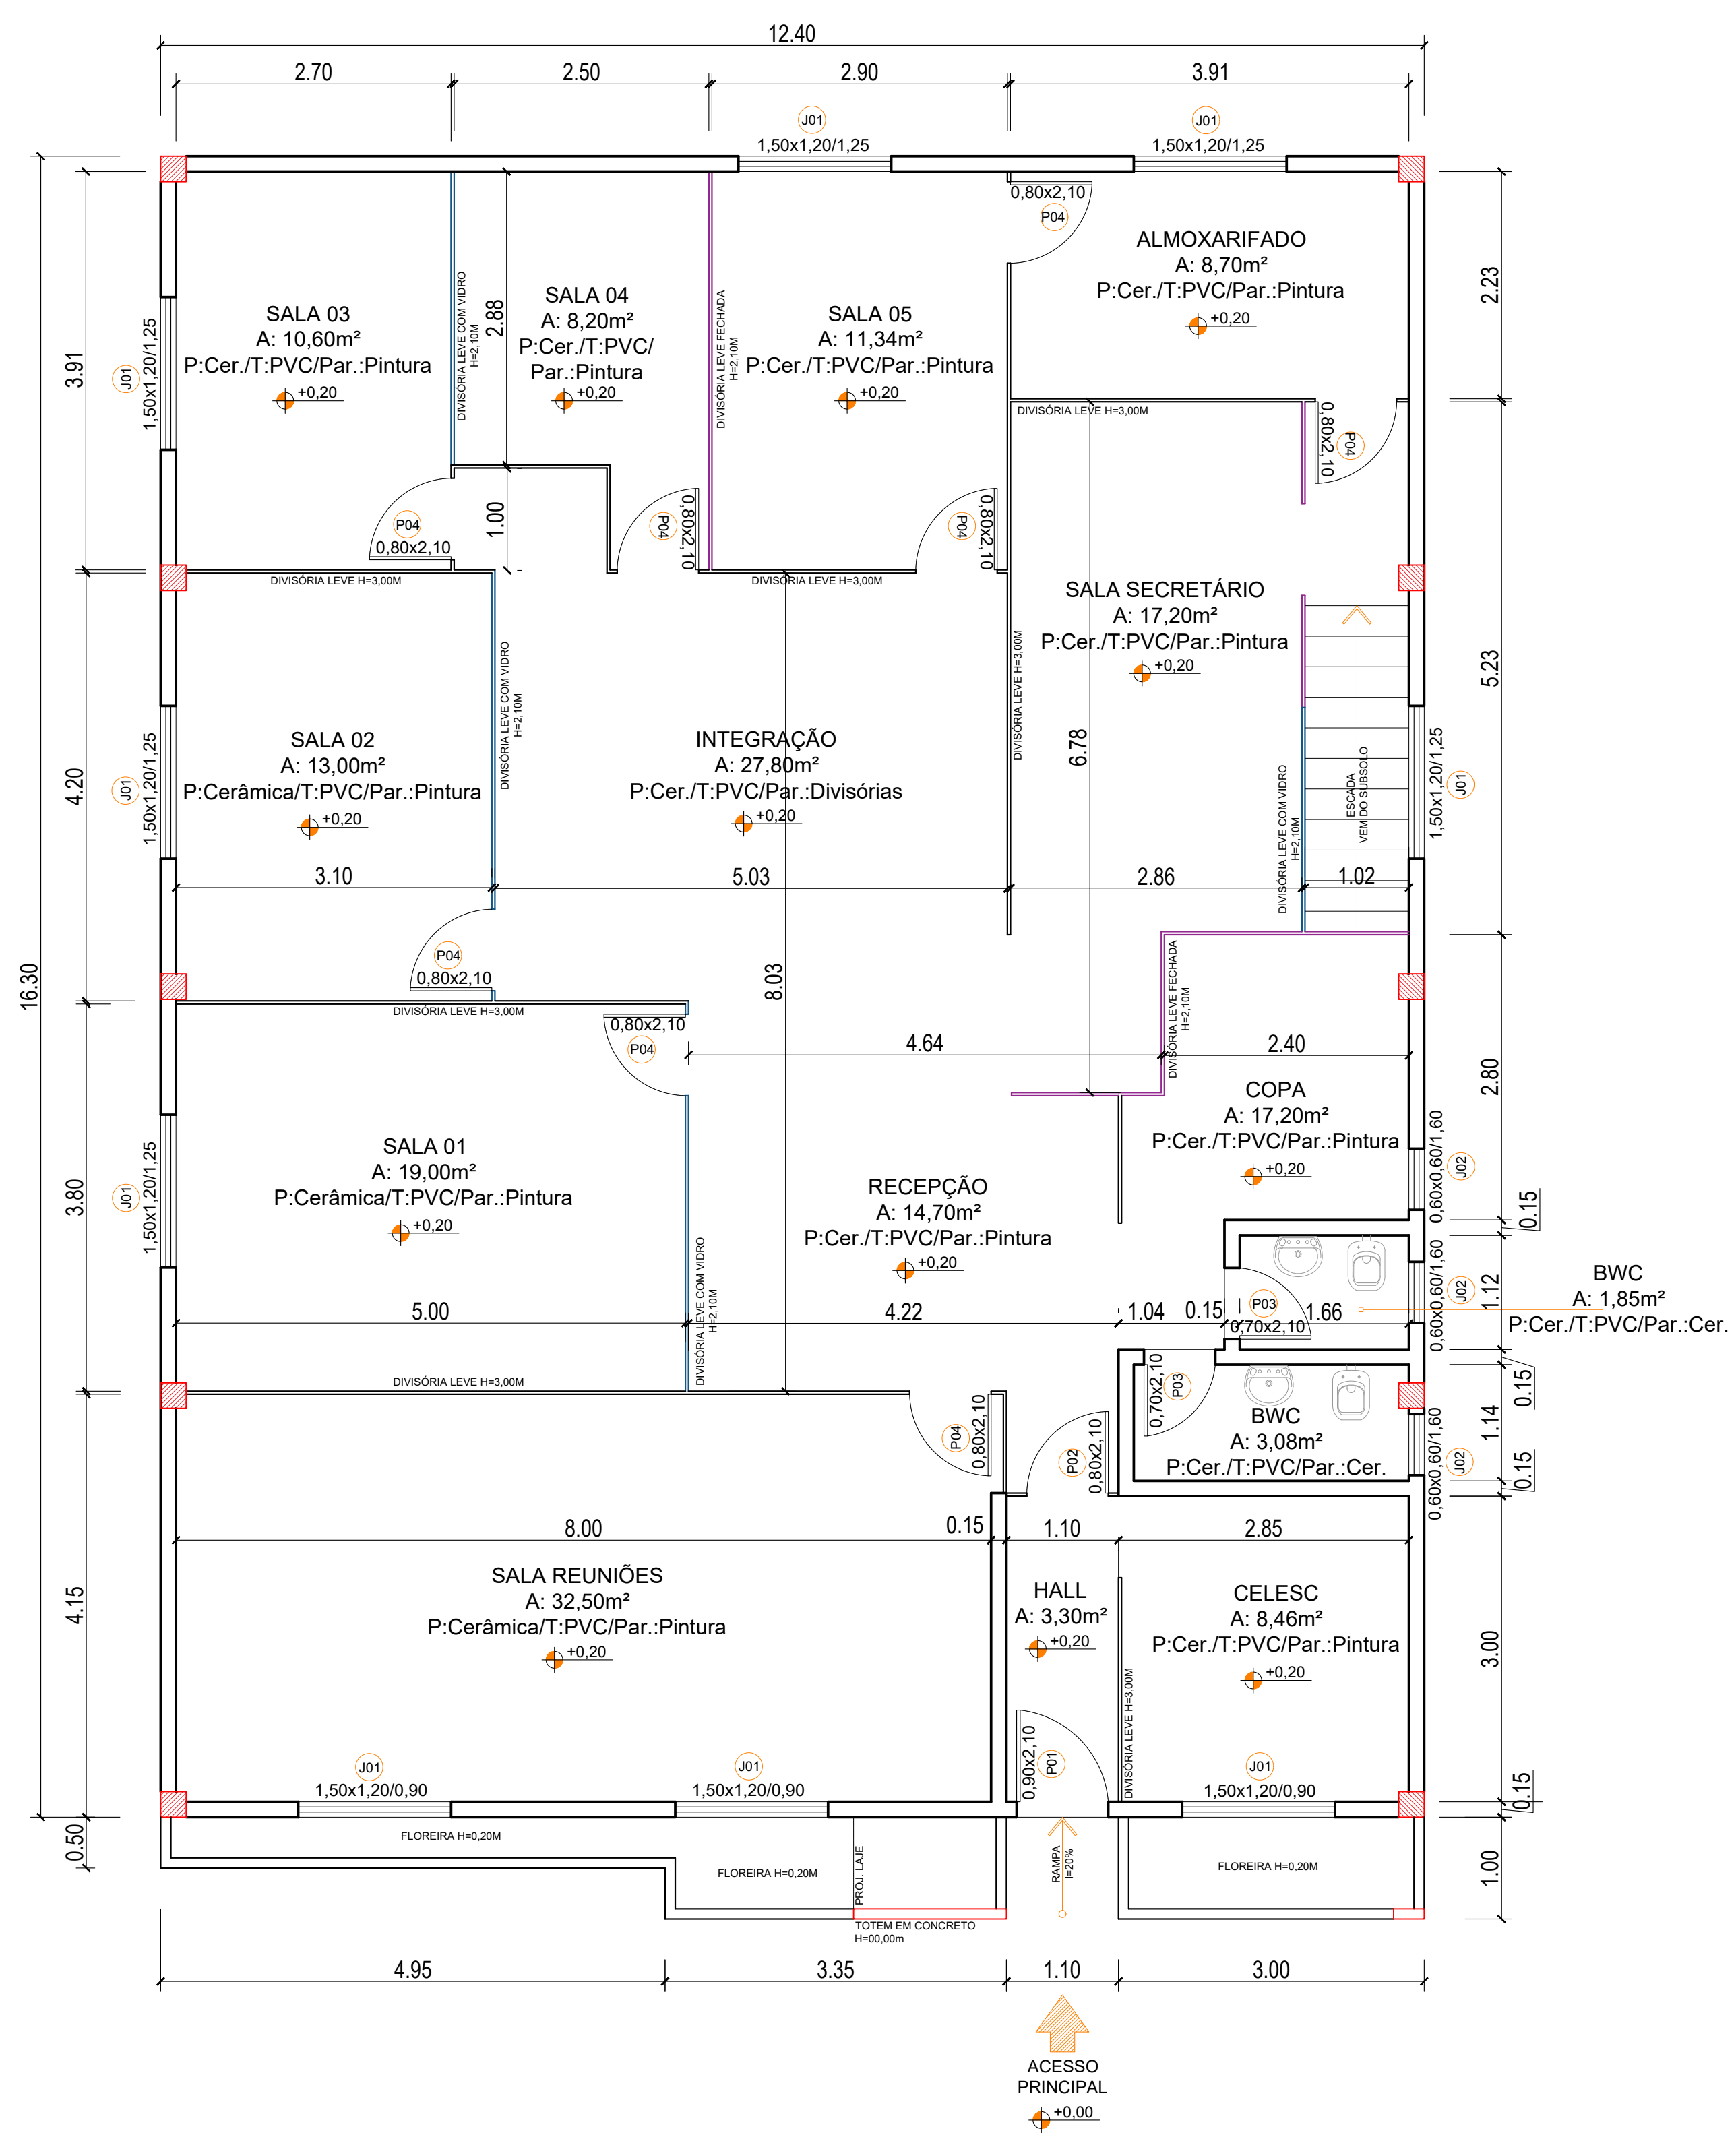 12.40
2.70
2.50
2.90
3.91
J01
1,50x1,20/1,25
J01
1,50x1,20/1,25
0,80x2,10
P04
ALMOXARIFADO
A: 8,70m²
P:Cer./T:PVC/Par.:Pintura
+0,20
2.23
SALA 03
A: 10,60m²
P:Cer./T:PVC/Par.:Pintura
+0,20
DIVISÓRIA LEVE COM VIDRO
H=2,10M
2.88
SALA 04
A: 8,20m²
P:Cer./T:PVC/
Par.:Pintura
+0,20
DIVISÓRIA LEVE FECHADA
H=2,10M
SALA 05
A: 11,34m²
P:Cer./T:PVC/Par.:Pintura
+0,20
3.91
J01
1,50x1,20/1,25
DIVISÓRIA LEVE H=3,00M
0,80x2,10
P04
1.00
P04
0,80x2,10
P04
0,80x2,10
P04
0,80x2,10
DIVISÓRIA LEVE H=3,00M
DIVISÓRIA LEVE H=3,00M
SALA SECRETÁRIO
A: 17,20m²
P:Cer./T:PVC/Par.:Pintura
+0,20
DIVISÓRIA LEVE H=3,00M
5.23
DIVISÓRIA LEVE COM VIDRO
H=2,10M
SALA 02
A: 13,00m²
P:Cerâmica/T:PVC/Par.:Pintura
+0,20
INTEGRAÇÃO
A: 27,80m²
P:Cer./T:PVC/Par.:Divisórias
+0,20
6.78
4.20
J01
1,50x1,20/1,25
ESCADA
VEM DO SUBSOLO
1,50x1,20/1,25
J01
DIVISÓRIA LEVE COM VIDRO
H=2,10M
3.10
5.03
2.86
1.02
16.30
P04
0,80x2,10
8.03
DIVISÓRIA LEVE FECHADA
H=2,10M
DIVISÓRIA LEVE H=3,00M
0,80x2,10
P04
4.64
2.40
2.80
COPA
A: 17,20m²
P:Cer./T:PVC/Par.:Pintura
+0,20
0,60x0,60/1,60
J02
0.15
SALA 01
A: 19,00m²
P:Cerâmica/T:PVC/Par.:Pintura
+0,20
3.80
J01
1,50x1,20/1,25
RECEPÇÃO
A: 14,70m²
P:Cer./T:PVC/Par.:Pintura
+0,20
DIVISÓRIA LEVE COM VIDRO
H=2,10M
5.00
4.22
1.04
0.15
P03
0,70x2,10
1.66
0,60x0,60/1,60
J02
1.12
BWC
A: 1,85m²
P:Cer./T:PVC/Par.:Cer.
0.15
DIVISÓRIA LEVE H=3,00M
0,70x2,10
P03
BWC
A: 3,08m²
P:Cer./T:PVC/Par.:Cer.
0,60x0,60/1,60
J02
1.14
0.15
P04
0,80x2,10
P02
0,80x2,10
8.00
0.15
1.10
2.85
4.15
SALA REUNIÕES
A: 32,50m²
P:Cerâmica/T:PVC/Par.:Pintura
+0,20
HALL
A: 3,30m²
+0,20
CELESC
A: 8,46m²
P:Cer./T:PVC/Par.:Pintura
+0,20
3.00
DIVISÓRIA LEVE H=3,00M
J01
1,50x1,20/0,90
J01
1,50x1,20/0,90
0,90x2,10
P01
J01
1,50x1,20/0,90
0.15
0.50
FLOREIRA H=0,20M
FLOREIRA H=0,20M
PROJ. LAJE
RAMPA
I=20%
FLOREIRA H=0,20M
1.00
TOTEM EM CONCRETO
H=00,00m
4.95
3.35
1.10
3.00
ACESSO
PRINCIPAL
+0,00